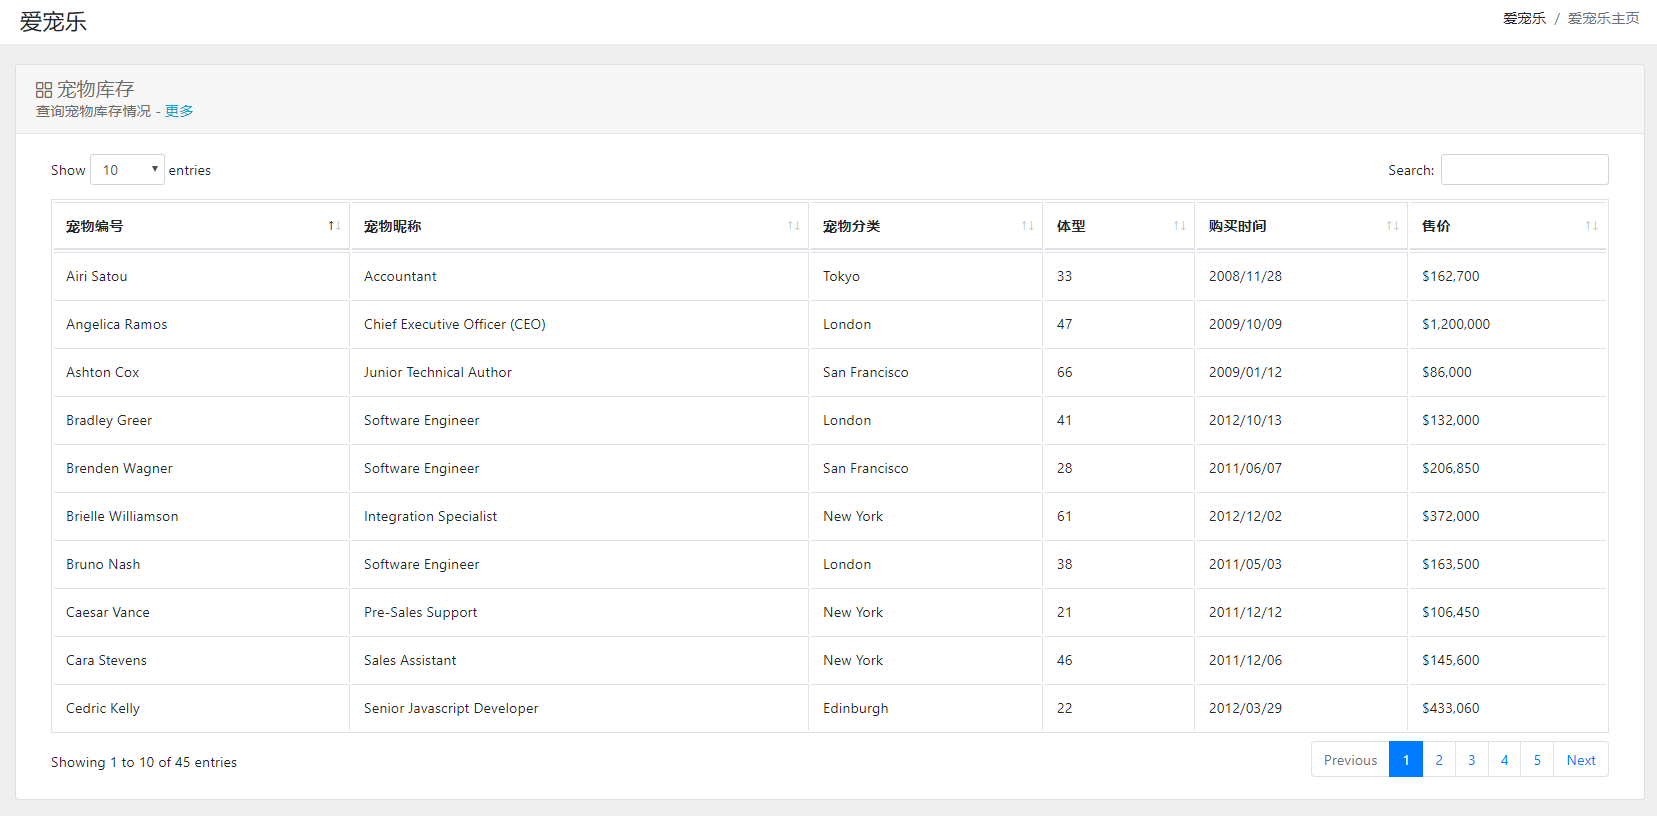 爱宠乐
爱宠乐 / 爱宠乐主页
宠物库存
查询宠物库存情况 - 更多
Show 10 entries
Search:
宠物编号 宠物昵称 宠物分类 体型 购买时间 售价
Airi Satou Accountant Tokyo 33 2008/11/28 $162,700
Angelica Ramos Chief Executive Officer (CEO) London 47 2009/10/09 $1,200,000
Ashton Cox Junior Technical Author San Francisco 66 2009/01/12 $86,000
Bradley Greer Software Engineer London 41 2012/10/13 $132,000
Brenden Wagner Software Engineer San Francisco 28 2011/06/07 $206,850
Brielle Williamson Integration Specialist New York 61 2012/12/02 $372,000
Bruno Nash Software Engineer London 38 2011/05/03 $163,500
Caesar Vance Pre-Sales Support New York 21 2011/12/12 $106,450
Cara Stevens Sales Assistant New York 46 2011/12/06 $145,600
Cedric Kelly Senior Javascript Developer Edinburgh 22 2012/03/29 $433,060
Showing 1 to 10 of 45 entries
Previous 1 2 3 4 5 Next